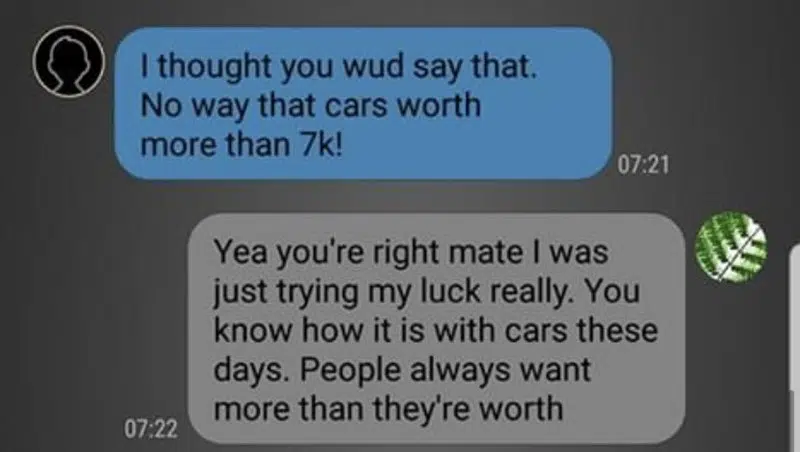 I thought you wud say that.
No way that cars worth
more than 7k!
07:21
Yea you're right mate I was
just trying my luck really. You
know how it is with cars these
days. People always want
more than they're worth
07:22